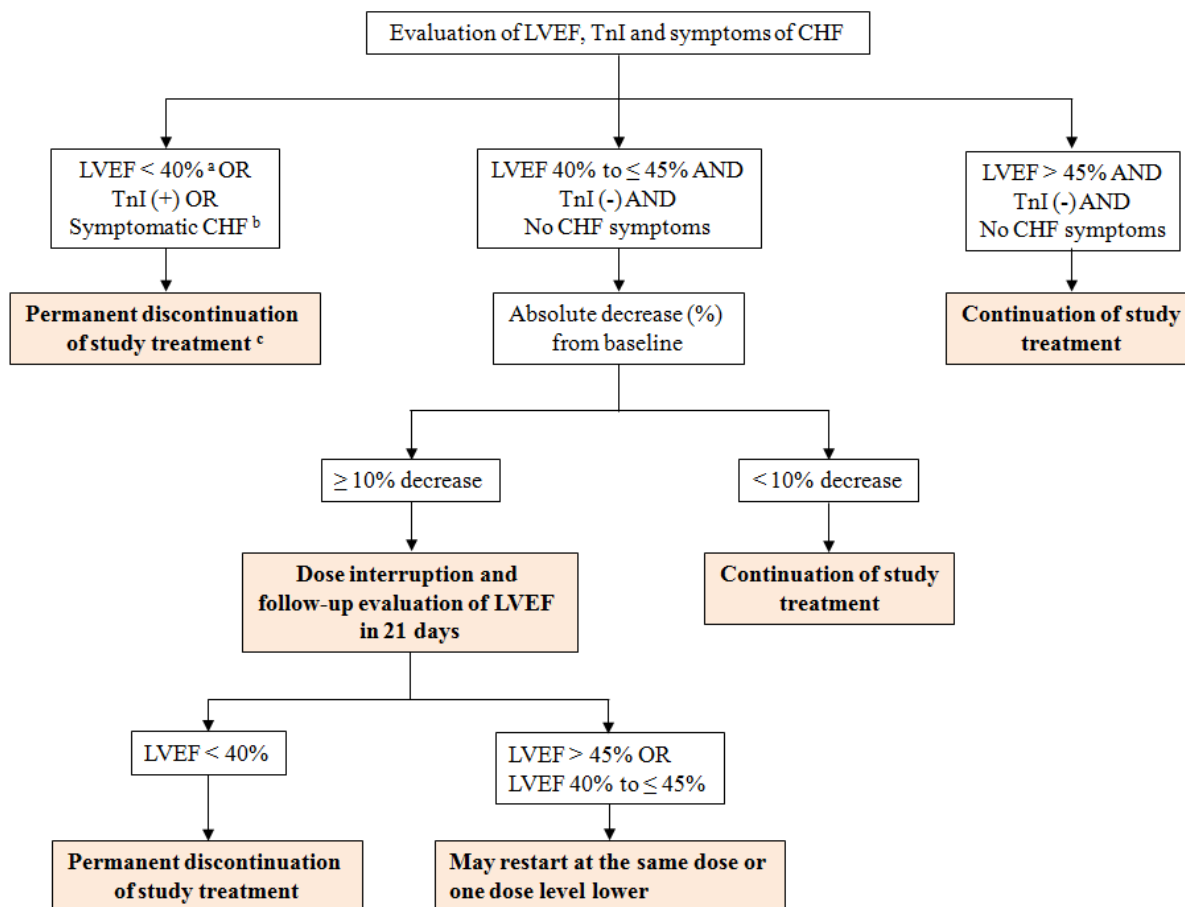 Evaluation of LVEF, TnI and symptoms of CHF
LVEF < 40% a OR
TnI (+) OR
Symptomatic CHF b
LVEF 40% to ≤ 45% AND
TnI (-) AND
No CHF symptoms
LVEF > 45% AND
TnI (-) AND
No CHF symptoms
Permanent discontinuation
of study treatment c
Absolute decrease (%)
from baseline
Continuation of study
treatment
≥ 10% decrease
< 10% decrease
Dose interruption and
follow-up evaluation of LVEF
in 21 days
Continuation of study
treatment
LVEF < 40%
LVEF > 45% OR
LVEF 40% to ≤ 45%
Permanent discontinuation
of study treatment
May restart at the same dose or
one dose level lower